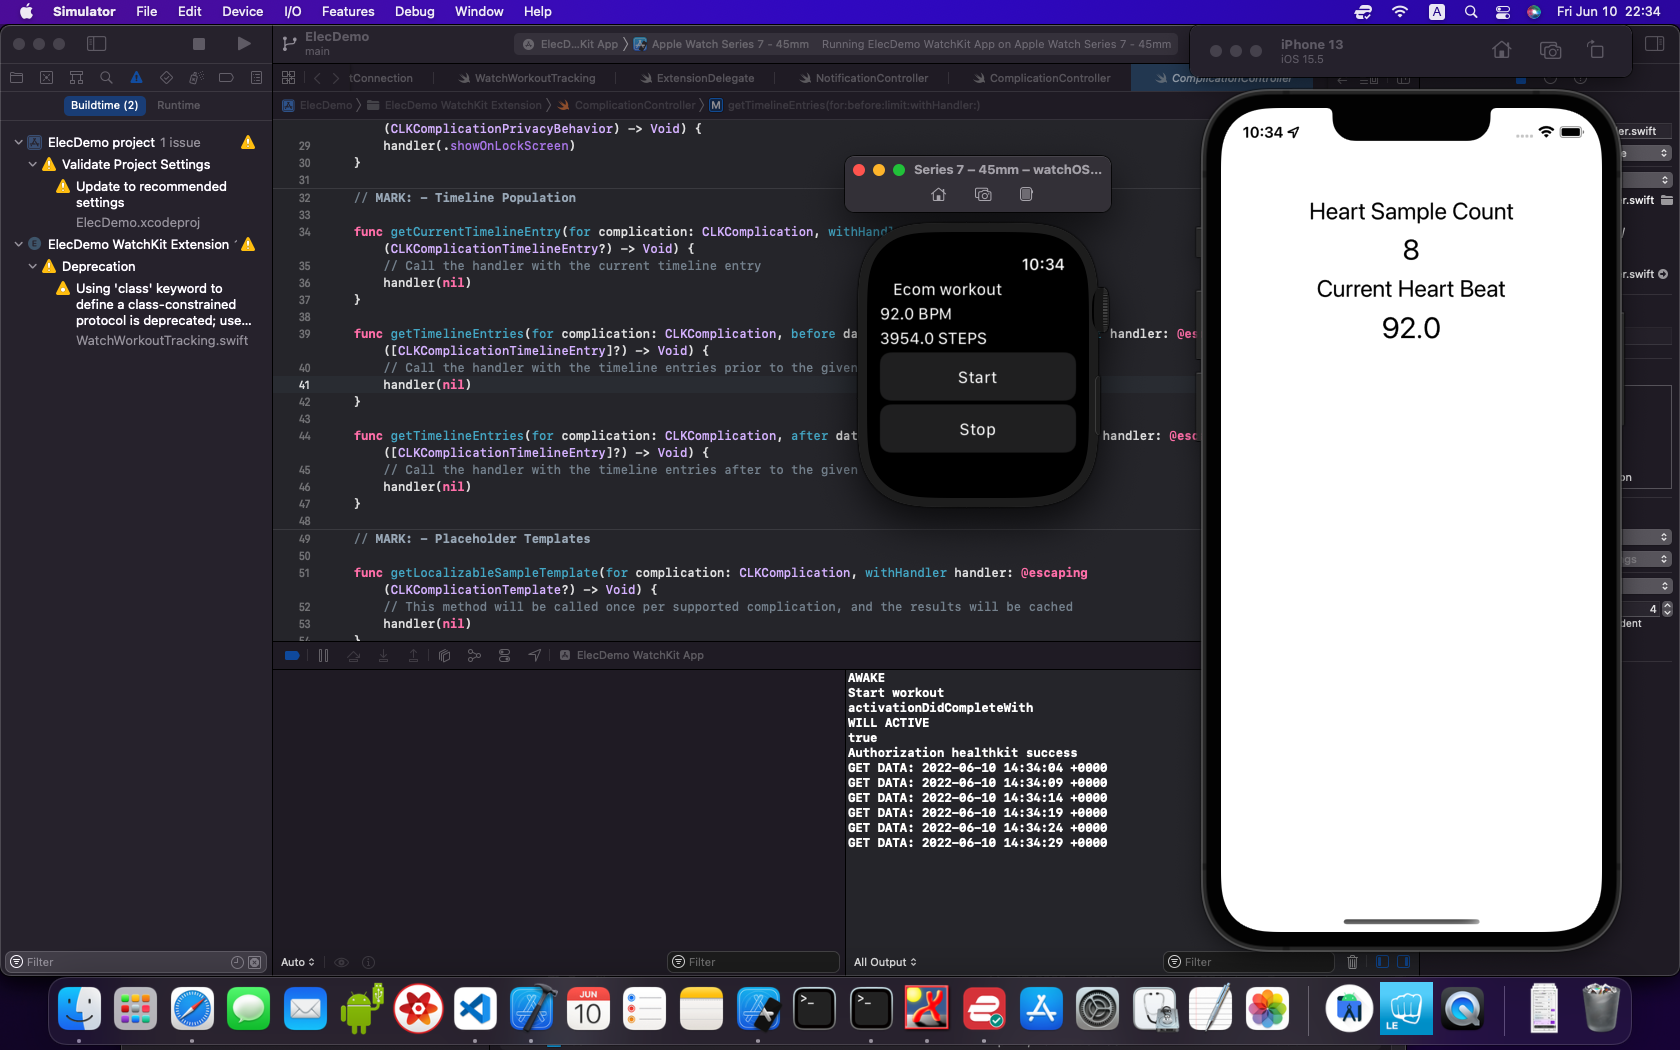 Simulator File Edit Device I/O Features Debug Window Help
A Fri Jun 10 22:34
ElecDemo
main
ElecD...Kit App Apple Watch Series 7 - 45mm Running ElecDemo WatchKit App on Apple Watch Series 7 - 45mm
tConnection WatchWorkoutTracking ExtensionDelegate NotificationController ComplicationController ComplicationController
Buildtime (2) Runtime
ElecDemo ElecDemo WatchKit Extension ComplicationController M getTimelineEntries(for:before:limit:withHandler:)
ElecDemo project 1 issue
Validate Project Settings
Update to recommended
settings
ElecDemo.xcodeproj
ElecDemo WatchKit Extension
Deprecation
Using 'class' keyword to
define a class-constrained
protocol is deprecated; use...
WatchWorkoutTracking.swift
Filter
(CLKComplicationPrivacyBehavior) -> Void) {
29 handler(.showOnLockScreen)
30 }
31
32 // MARK: - Timeline Population
33
34 func getCurrentTimelineEntry(for complication: CLKComplication, withHandl
(CLKComplicationTimelineEntry?) -> Void) {
35 // Call the handler with the current timeline entry
36 handler(nil)
37 }
38
39 func getTimelineEntries(for complication: CLKComplication, before da handler: @es
([CLKComplicationTimelineEntry]?) -> Void) {
40 // Call the handler with the timeline entries prior to the given
41 handler(nil)
42 }
43
44 func getTimelineEntries(for complication: CLKComplication, after dat handler: @esc
([CLKComplicationTimelineEntry]?) -> Void) {
45 // Call the handler with the timeline entries after to the given
46 handler(nil)
47 }
48
49 // MARK: - Placeholder Templates
50
51 func getLocalizableSampleTemplate(for complication: CLKComplication, withHandler handler: @escaping
(CLKComplicationTemplate?) -> Void) {
52 // This method will be called once per supported complication, and the results will be cached
53 handler(nil)
54 }
ElecDemo WatchKit App
Series 7 – 45mm – watchOS...
10:34
Ecom workout
92.0 BPM
3954.0 STEPS
Start
Stop
iPhone 13
iOS 15.5
10:34
Heart Sample Count
8
Current Heart Beat
92.0
er.swift
r.swift
/
r.swift
on
gs
4
dent
AWAKE
Start workout
activationDidCompleteWith
WILL ACTIVE
true
Authorization healthkit success
GET DATA: 2022-06-10 14:34:04 +0000
GET DATA: 2022-06-10 14:34:09 +0000
GET DATA: 2022-06-10 14:34:14 +0000
GET DATA: 2022-06-10 14:34:19 +0000
GET DATA: 2022-06-10 14:34:24 +0000
GET DATA: 2022-06-10 14:34:29 +0000
Auto Filter All Output Filter
JUN
10
LE